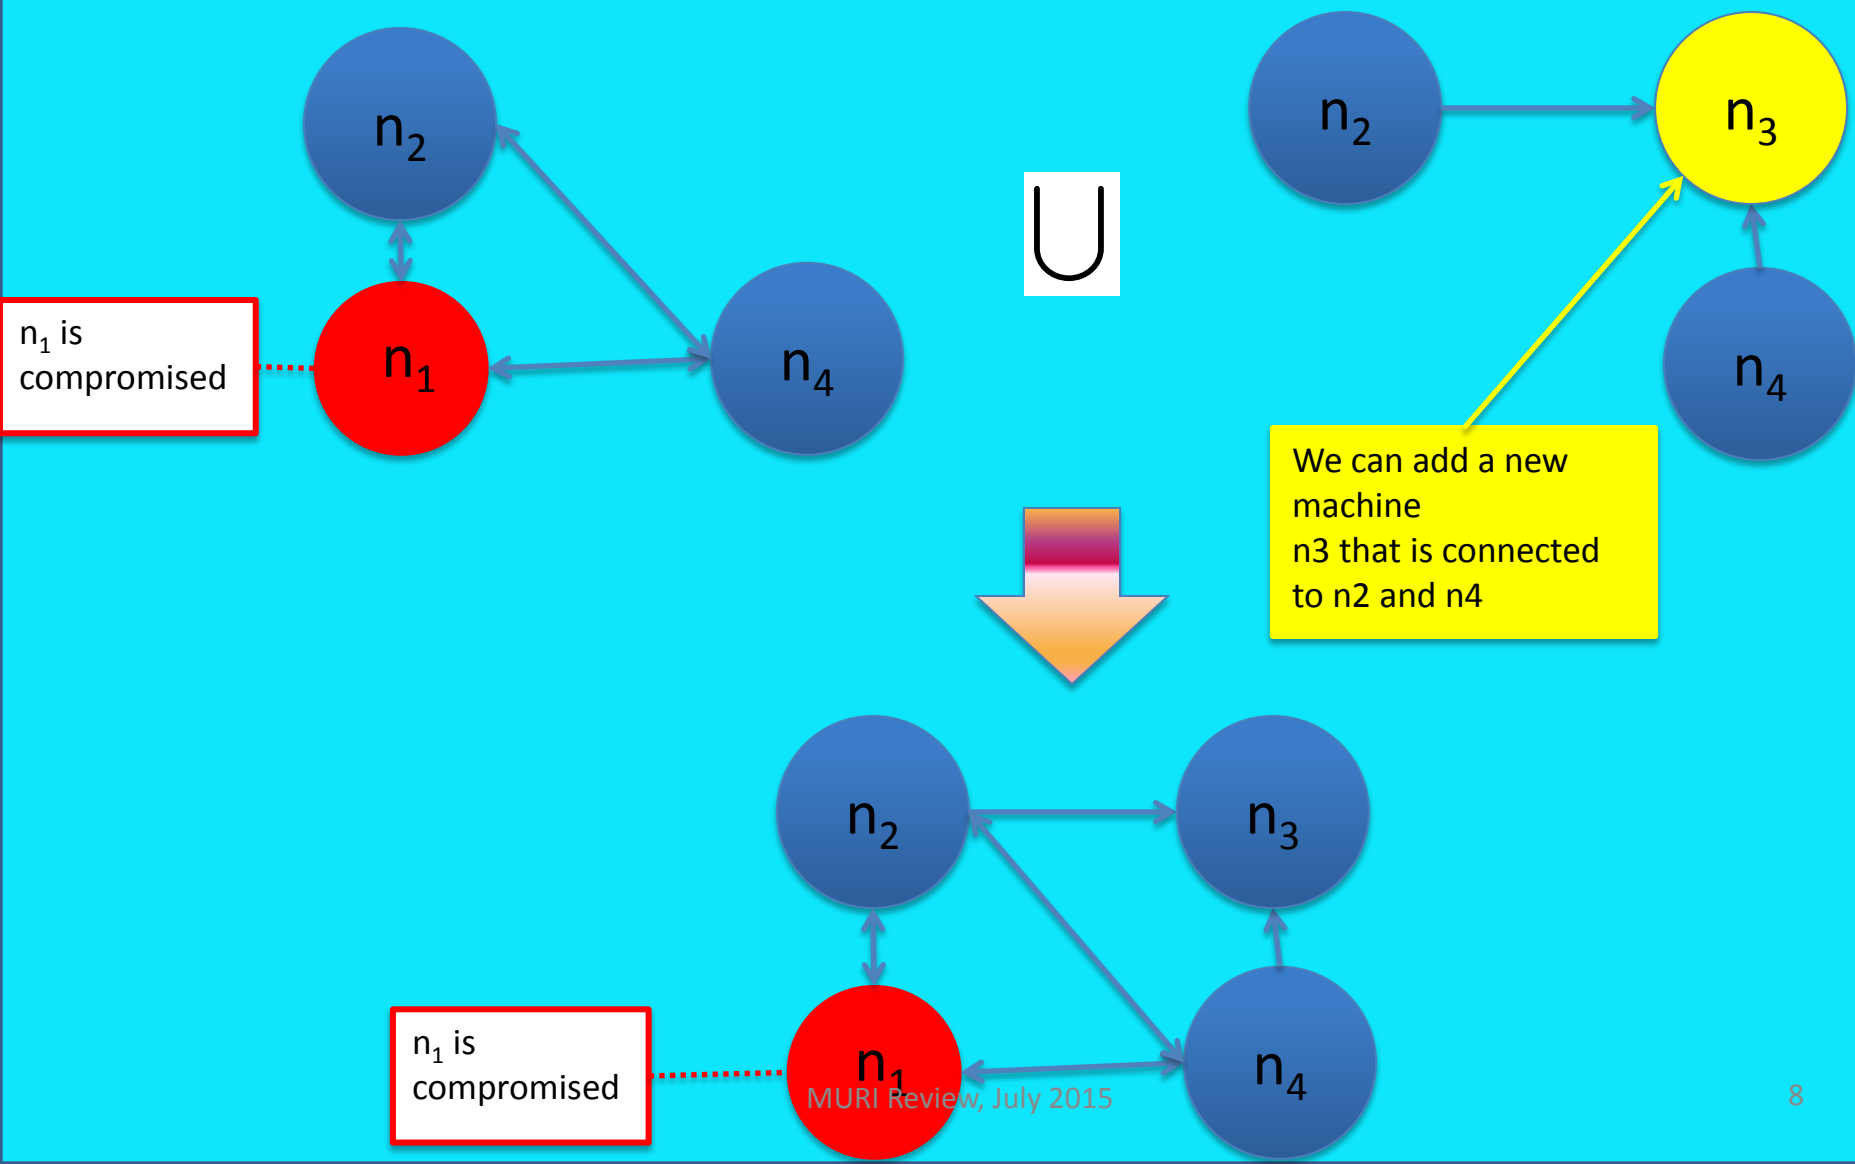 n₂
n₂
n₃
⋃
n₁ is
compromised
n₁
n₄
n₄
We can add a new
machine
n3 that is connected
to n2 and n4
n₂
n₃
n₁ is
compromised
n₁
n₄
MURI Review, July 2015
8